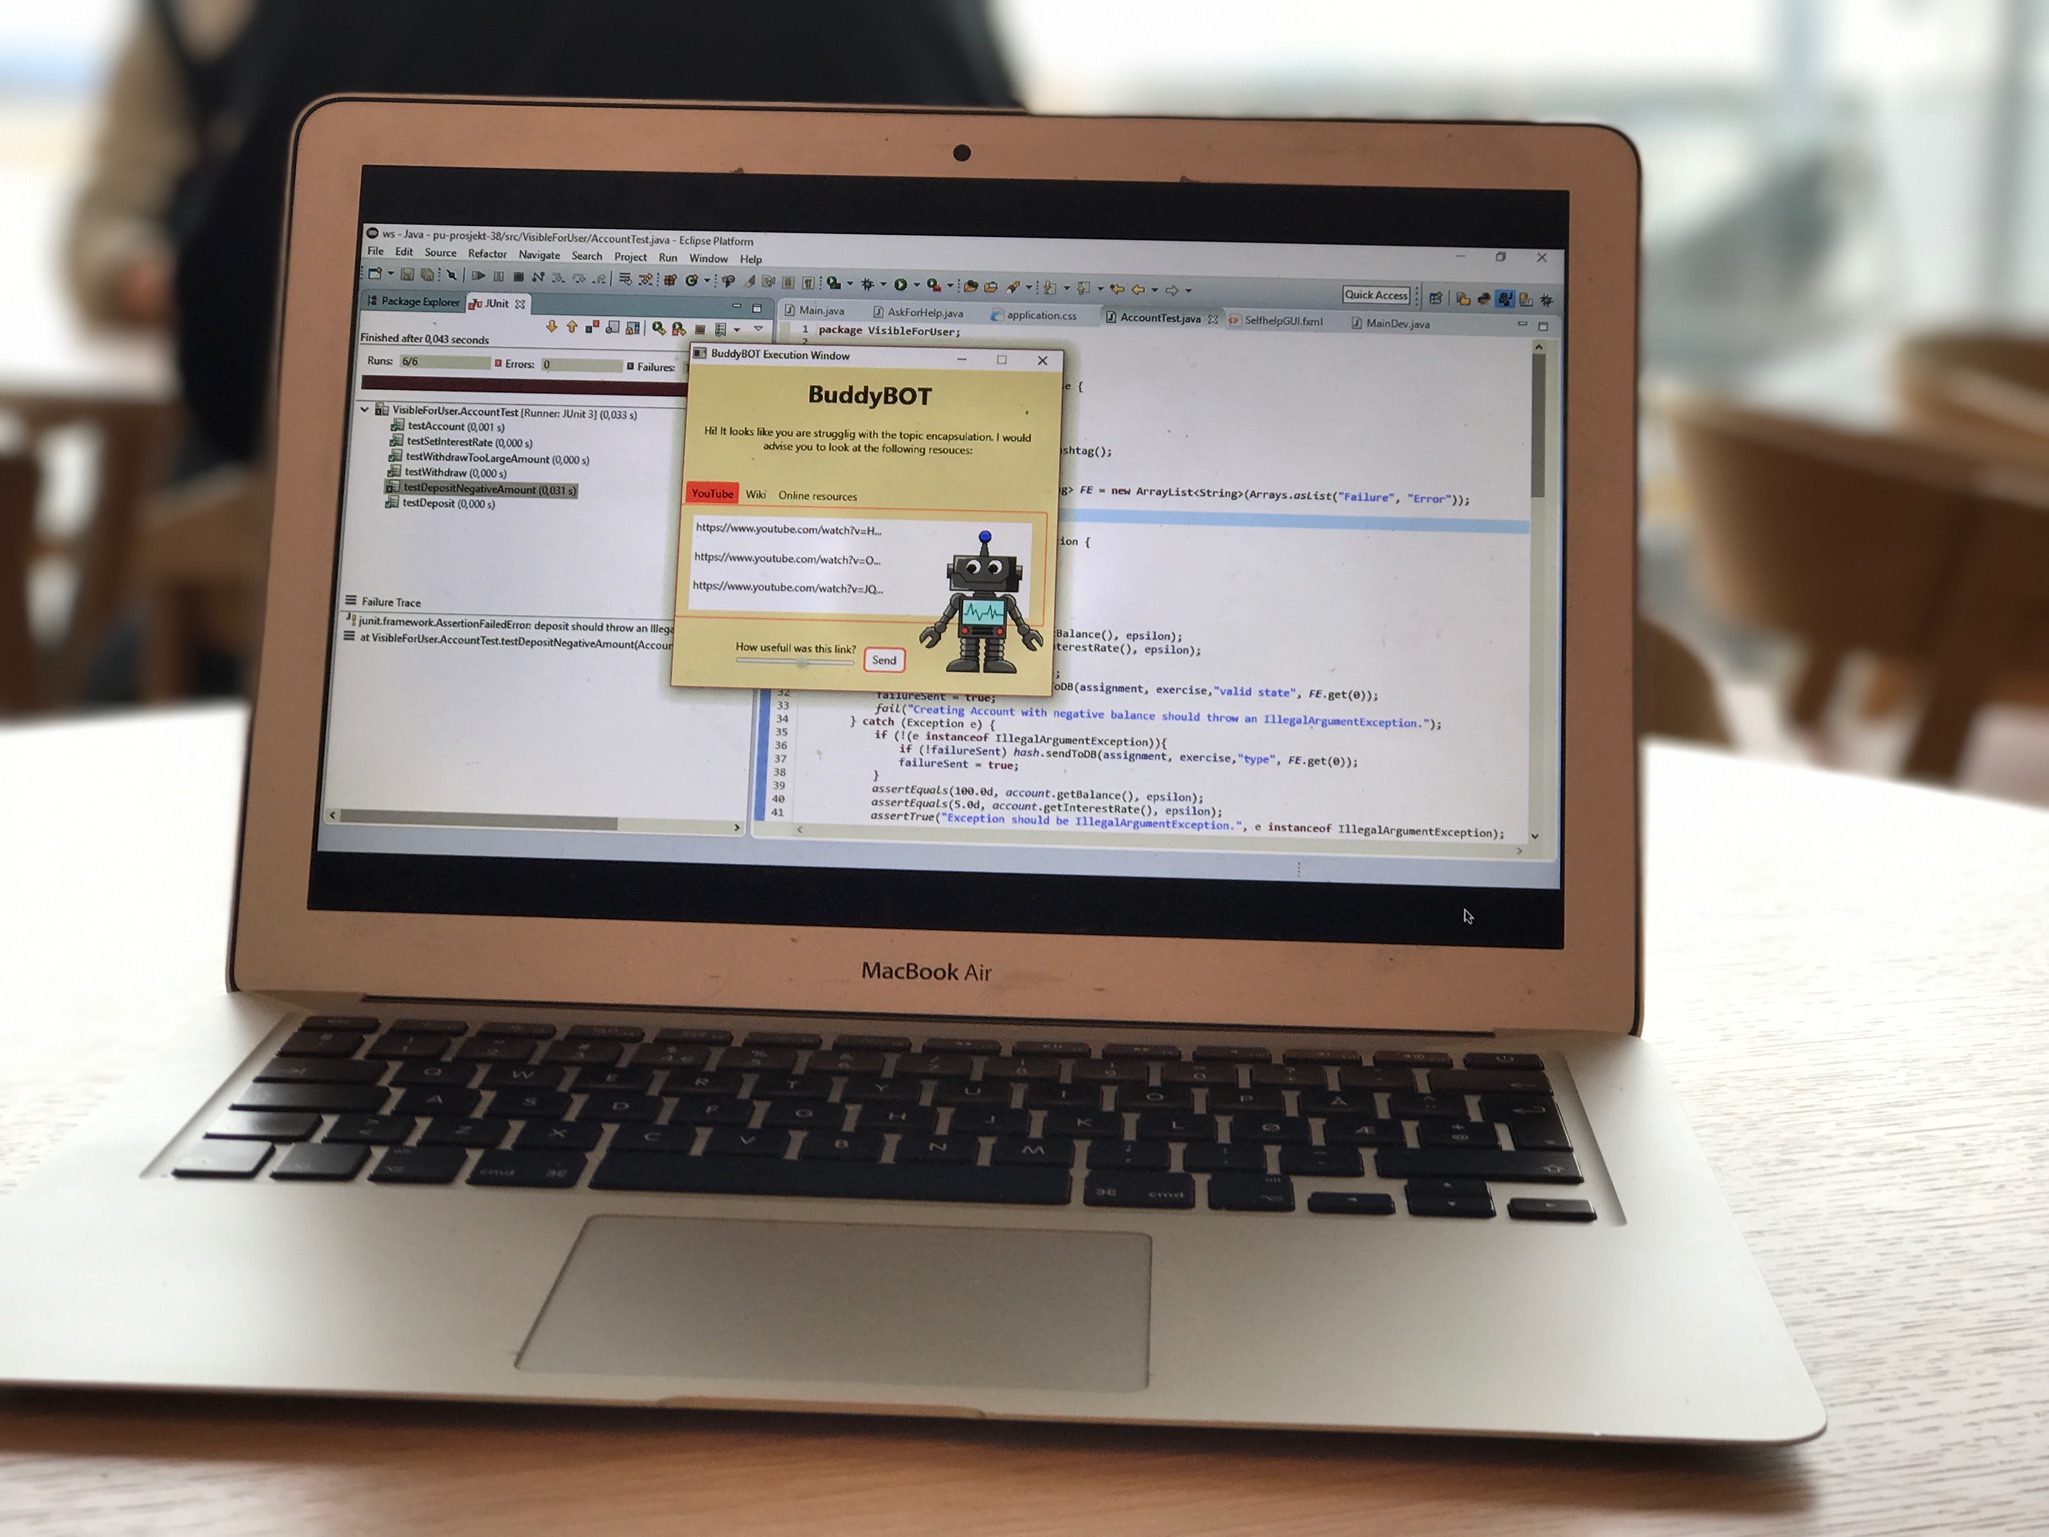 ws - Java - pu-prosjekt-38/src/VisibleForUser/AccountTest.java - Eclipse Platform
File Edit Source Refactor Navigate Search Project Run Window Help
Quick Access
Package Explorer JUnit
Finished after 0,043 seconds
Runs: 6/6 Errors: 0 Failures:
VisibleForUser.AccountTest [Runner: JUnit 3] (0,033 s)
testAccount (0,001 s)
testSetInterestRate (0,000 s)
testWithdrawTooLargeAmount (0,000 s)
testWithdraw (0,000 s)
testDepositNegativeAmount (0,031 s)
testDeposit (0,000 s)
Failure Trace
junit.framework.AssertionFailedError: deposit should throw an Illega
at VisibleForUser.AccountTest.testDepositNegativeAmount(Accour
BuddyBOT Execution Window
BuddyBOT
Hi! It looks like you are strugglig with the topic encapsulation. I would
advise you to look at the following resouces:
YouTube Wiki Online resources
https://www.youtube.com/watch?v=H...
https://www.youtube.com/watch?v=O...
https://www.youtube.com/watch?v=JQ...
How usefull was this link?
Send
Main.java AskForHelp.java application.css AccountTest.java SelfhelpGUI.fxml MainDev.java
1 package VisibleForUser;
2
e {
shtag();
g> FE = new ArrayList<String>(Arrays.asList("Failure", "Error"));
ion {
Balance(), epsilon);
terestRate(), epsilon);
;
oDB(assignment, exercise,"valid state", FE.get(0));
32 failureSent = true;
33 fail("Creating Account with negative balance should throw an IllegalArgumentException.");
34 } catch (Exception e) {
35 if (!(e instanceof IllegalArgumentException)){
36 if (!failureSent) hash.sendToDB(assignment, exercise,"type", FE.get(0));
37 failureSent = true;
38 }
39 assertEquals(100.0d, account.getBalance(), epsilon);
40 assertEquals(5.0d, account.getInterestRate(), epsilon);
41 assertTrue("Exception should be IllegalArgumentException.", e instanceof IllegalArgumentException);
MacBook Air
Q W E R T Y U I O P Å
A S D F G H J K L Ø Æ
Z X C V B N M
cmd cmd